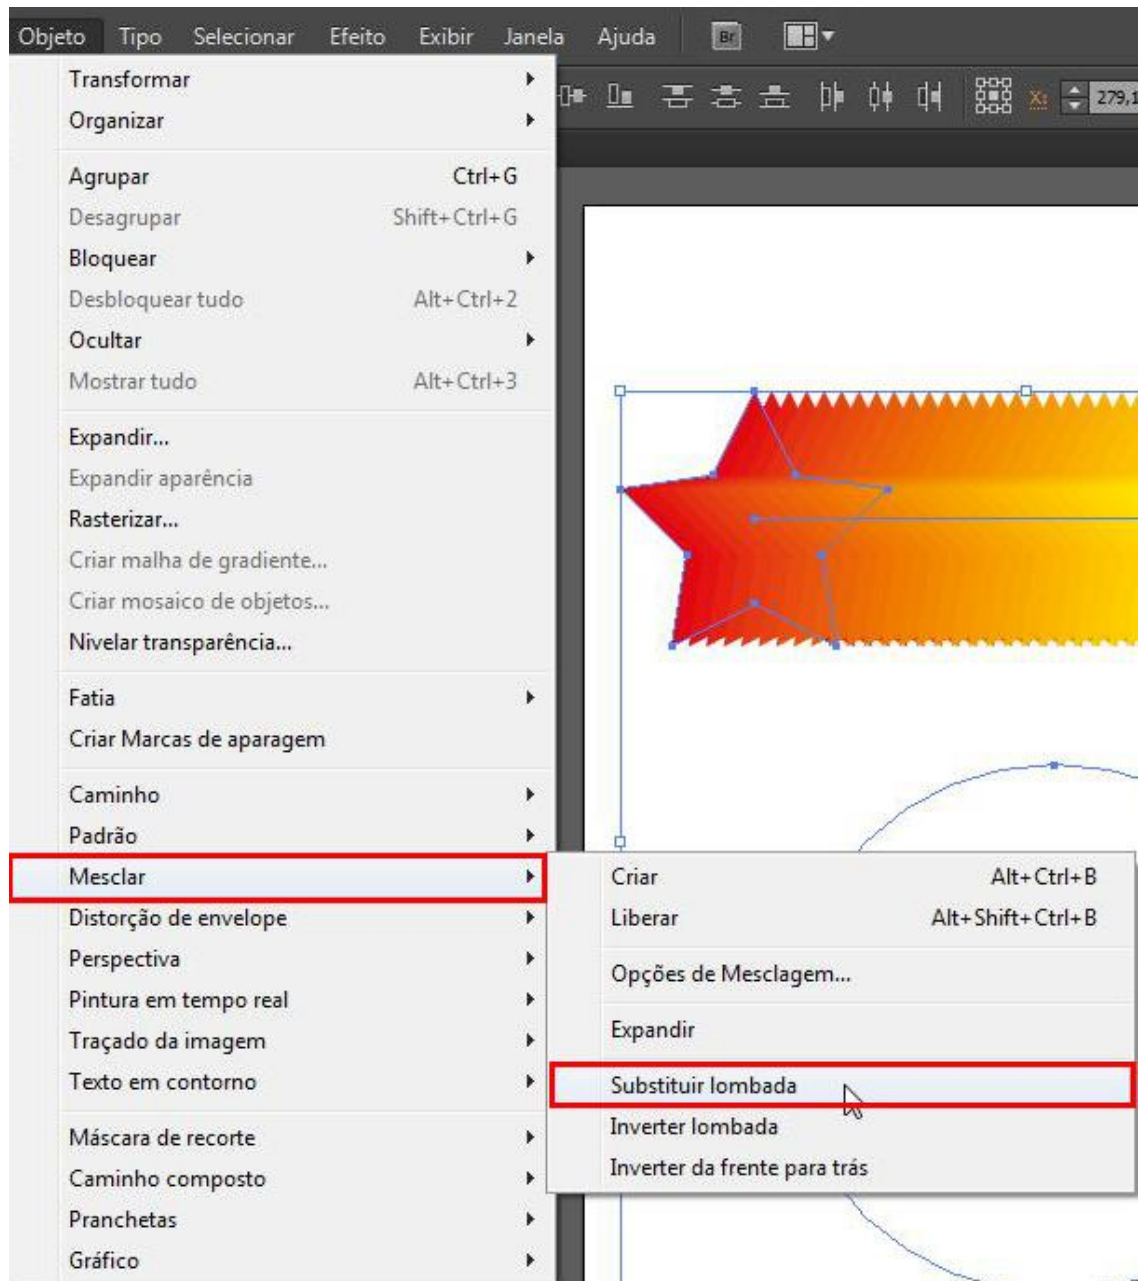 Objeto Tipo Selecionar Efeito Exibir Janela Ajuda Br
X: 279,1
Transformar
Organizar
Agrupar Ctrl+G
Desagrupar Shift+Ctrl+G
Bloquear
Desbloquear tudo Alt+Ctrl+2
Ocultar
Mostrar tudo Alt+Ctrl+3
Expandir...
Expandir aparência
Rasterizar...
Criar malha de gradiente...
Criar mosaico de objetos...
Nivelar transparência...
Fatia
Criar Marcas de aparagem
Caminho
Padrão
Mesclar
Distorção de envelope
Perspectiva
Pintura em tempo real
Traçado da imagem
Texto em contorno
Máscara de recorte
Caminho composto
Pranchetas
Gráfico
Criar Alt+Ctrl+B
Liberar Alt+Shift+Ctrl+B
Opções de Mesclagem...
Expandir
Substituir lombada
Inverter lombada
Inverter da frente para trás